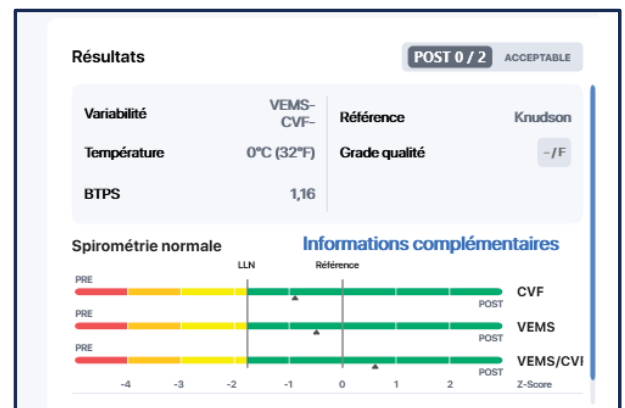 Résultats
POST 0 / 2 ACCEPTABLE
Variabilité VEMS–
CVF–
Référence Knudson
Température 0°C (32°F)
Grade qualité –/F
BTPS 1,16
Spirométrie normale
Informations complémentaires
LLN Référence
PRE
CVF
POST
PRE
VEMS
POST
PRE
VEMS/CVF
POST
-4 -3 -2 -1 0 1 2 Z-Score